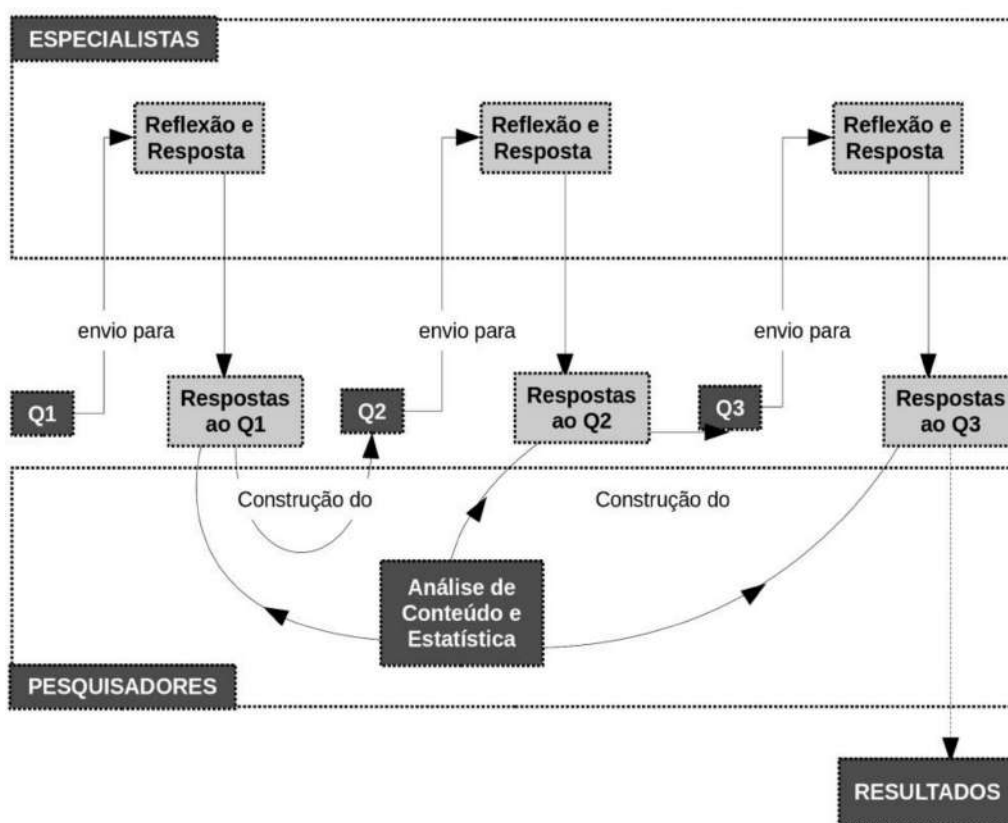 ESPECIALISTAS
Reflexão e
Resposta
Reflexão e
Resposta
Reflexão e
Resposta
envio para
envio para
envio para
Q1
Respostas
ao Q1
Q2
Respostas
ao Q2
Q3
Respostas
ao Q3
Construção do
Construção do
Análise de
Conteúdo e
Estatística
PESQUISADORES
RESULTADOS